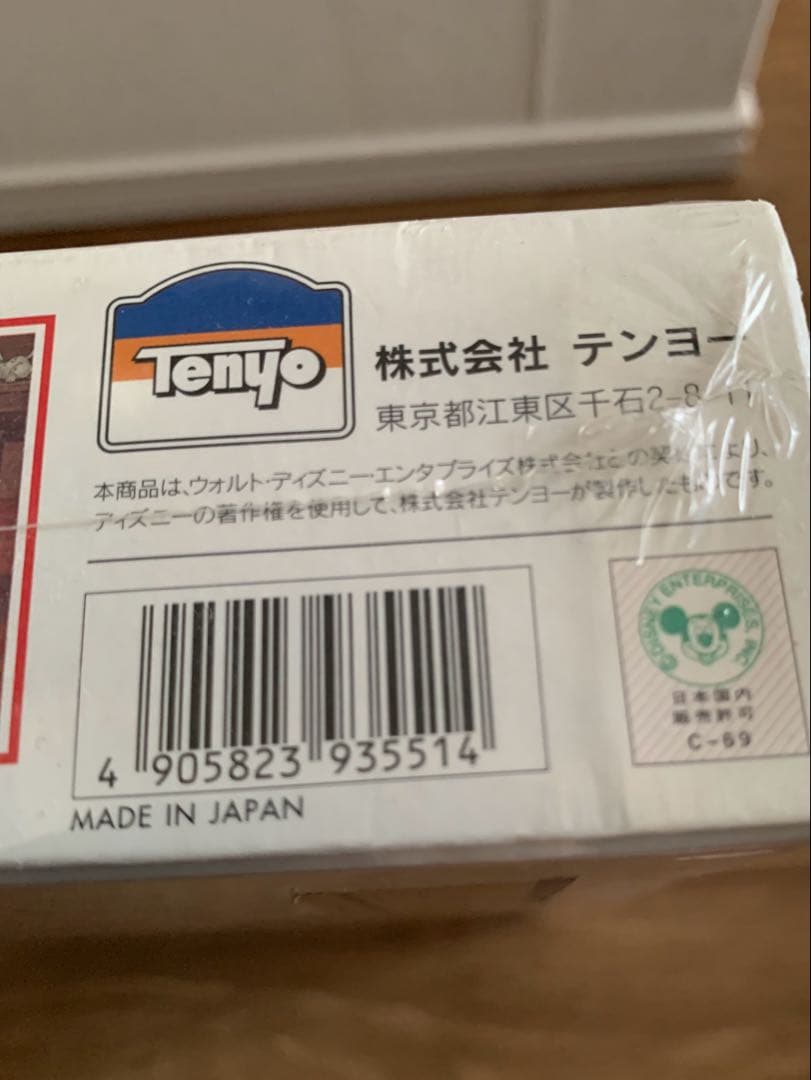 Tenyo
株式会社 テンヨー
東京都江東区千石2-8-11
本商品は、ウォルト・ディズニー・エンタプライズ株式会社との契約により、
ディズニーの著作権を使用して、株式会社テンヨーが製作したものです。
4 905823 935514
MADE IN JAPAN
©DISNEY ENTERPRISES, INC
日本国内
販売許可
C-69